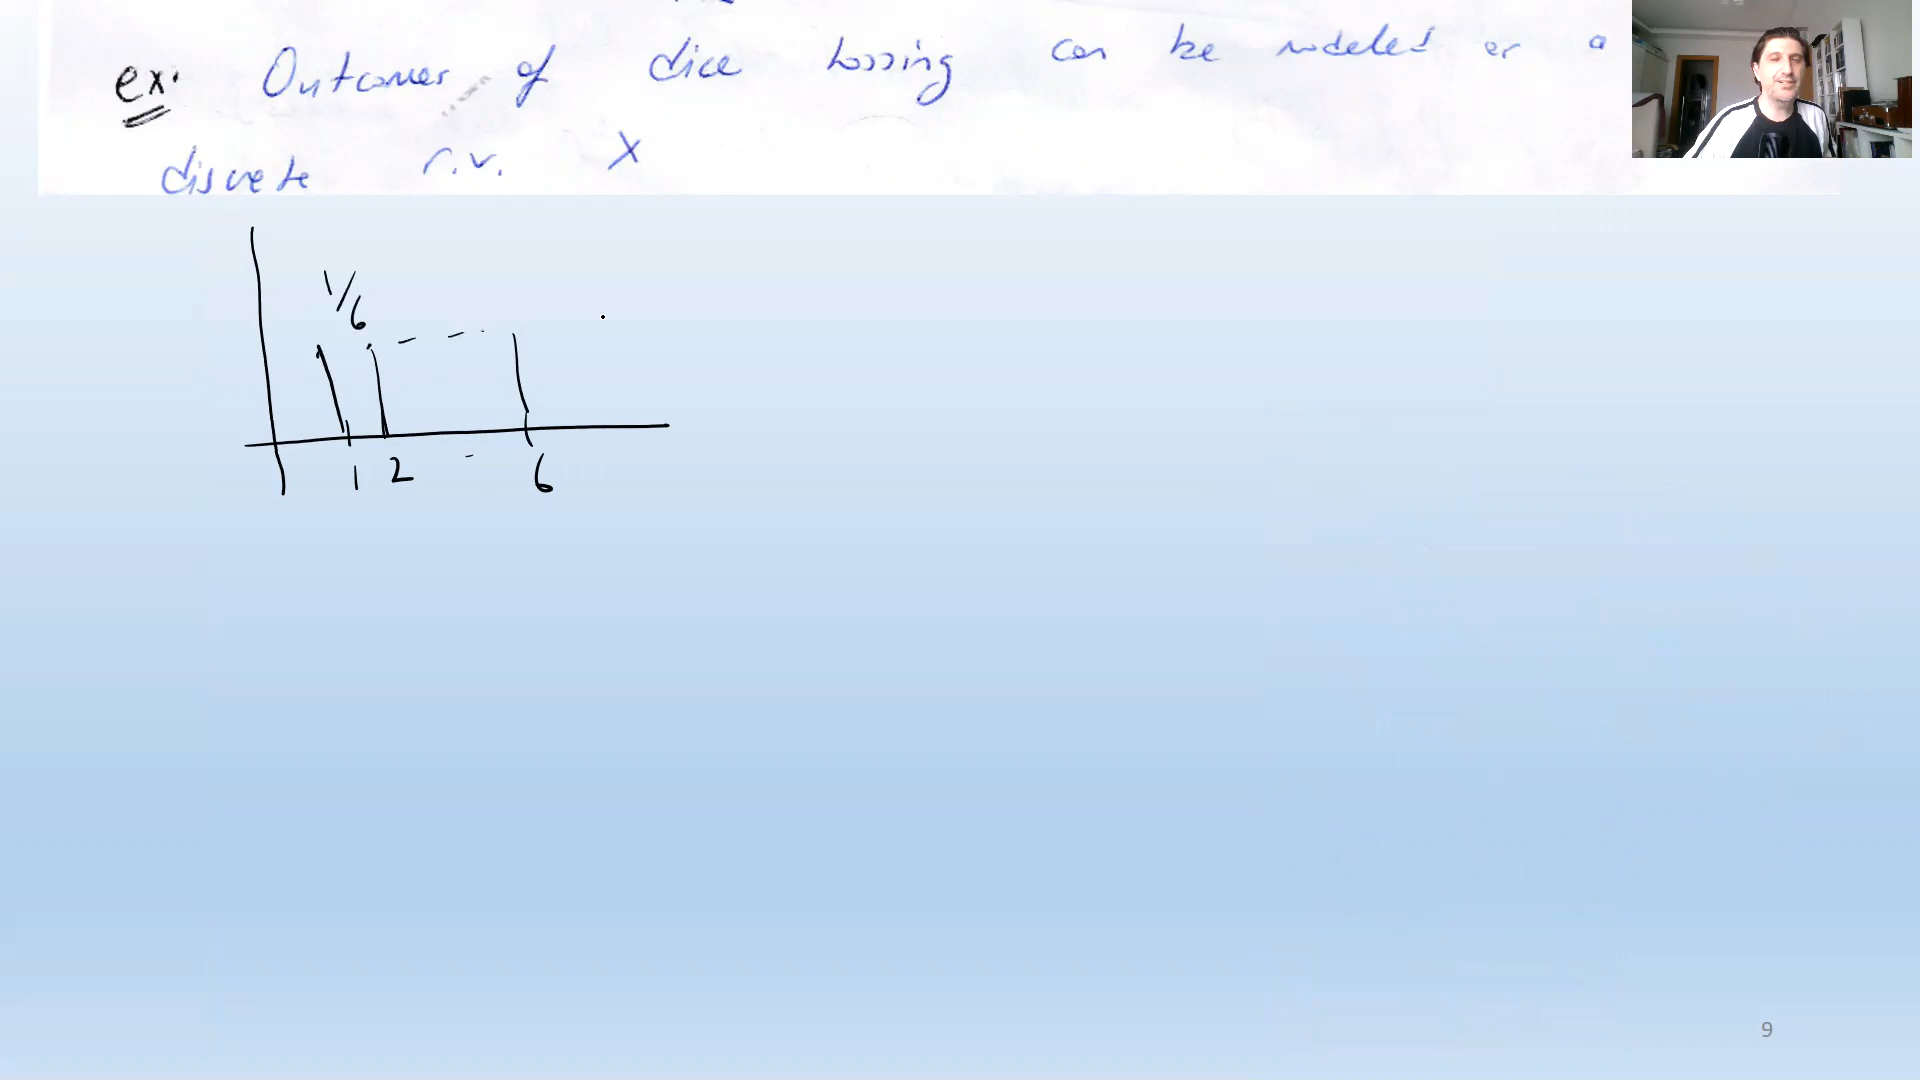 ex: Outcomes of dice tossing can be modeled as a
discrete r.v. X
1/6
1 2 - 6
9